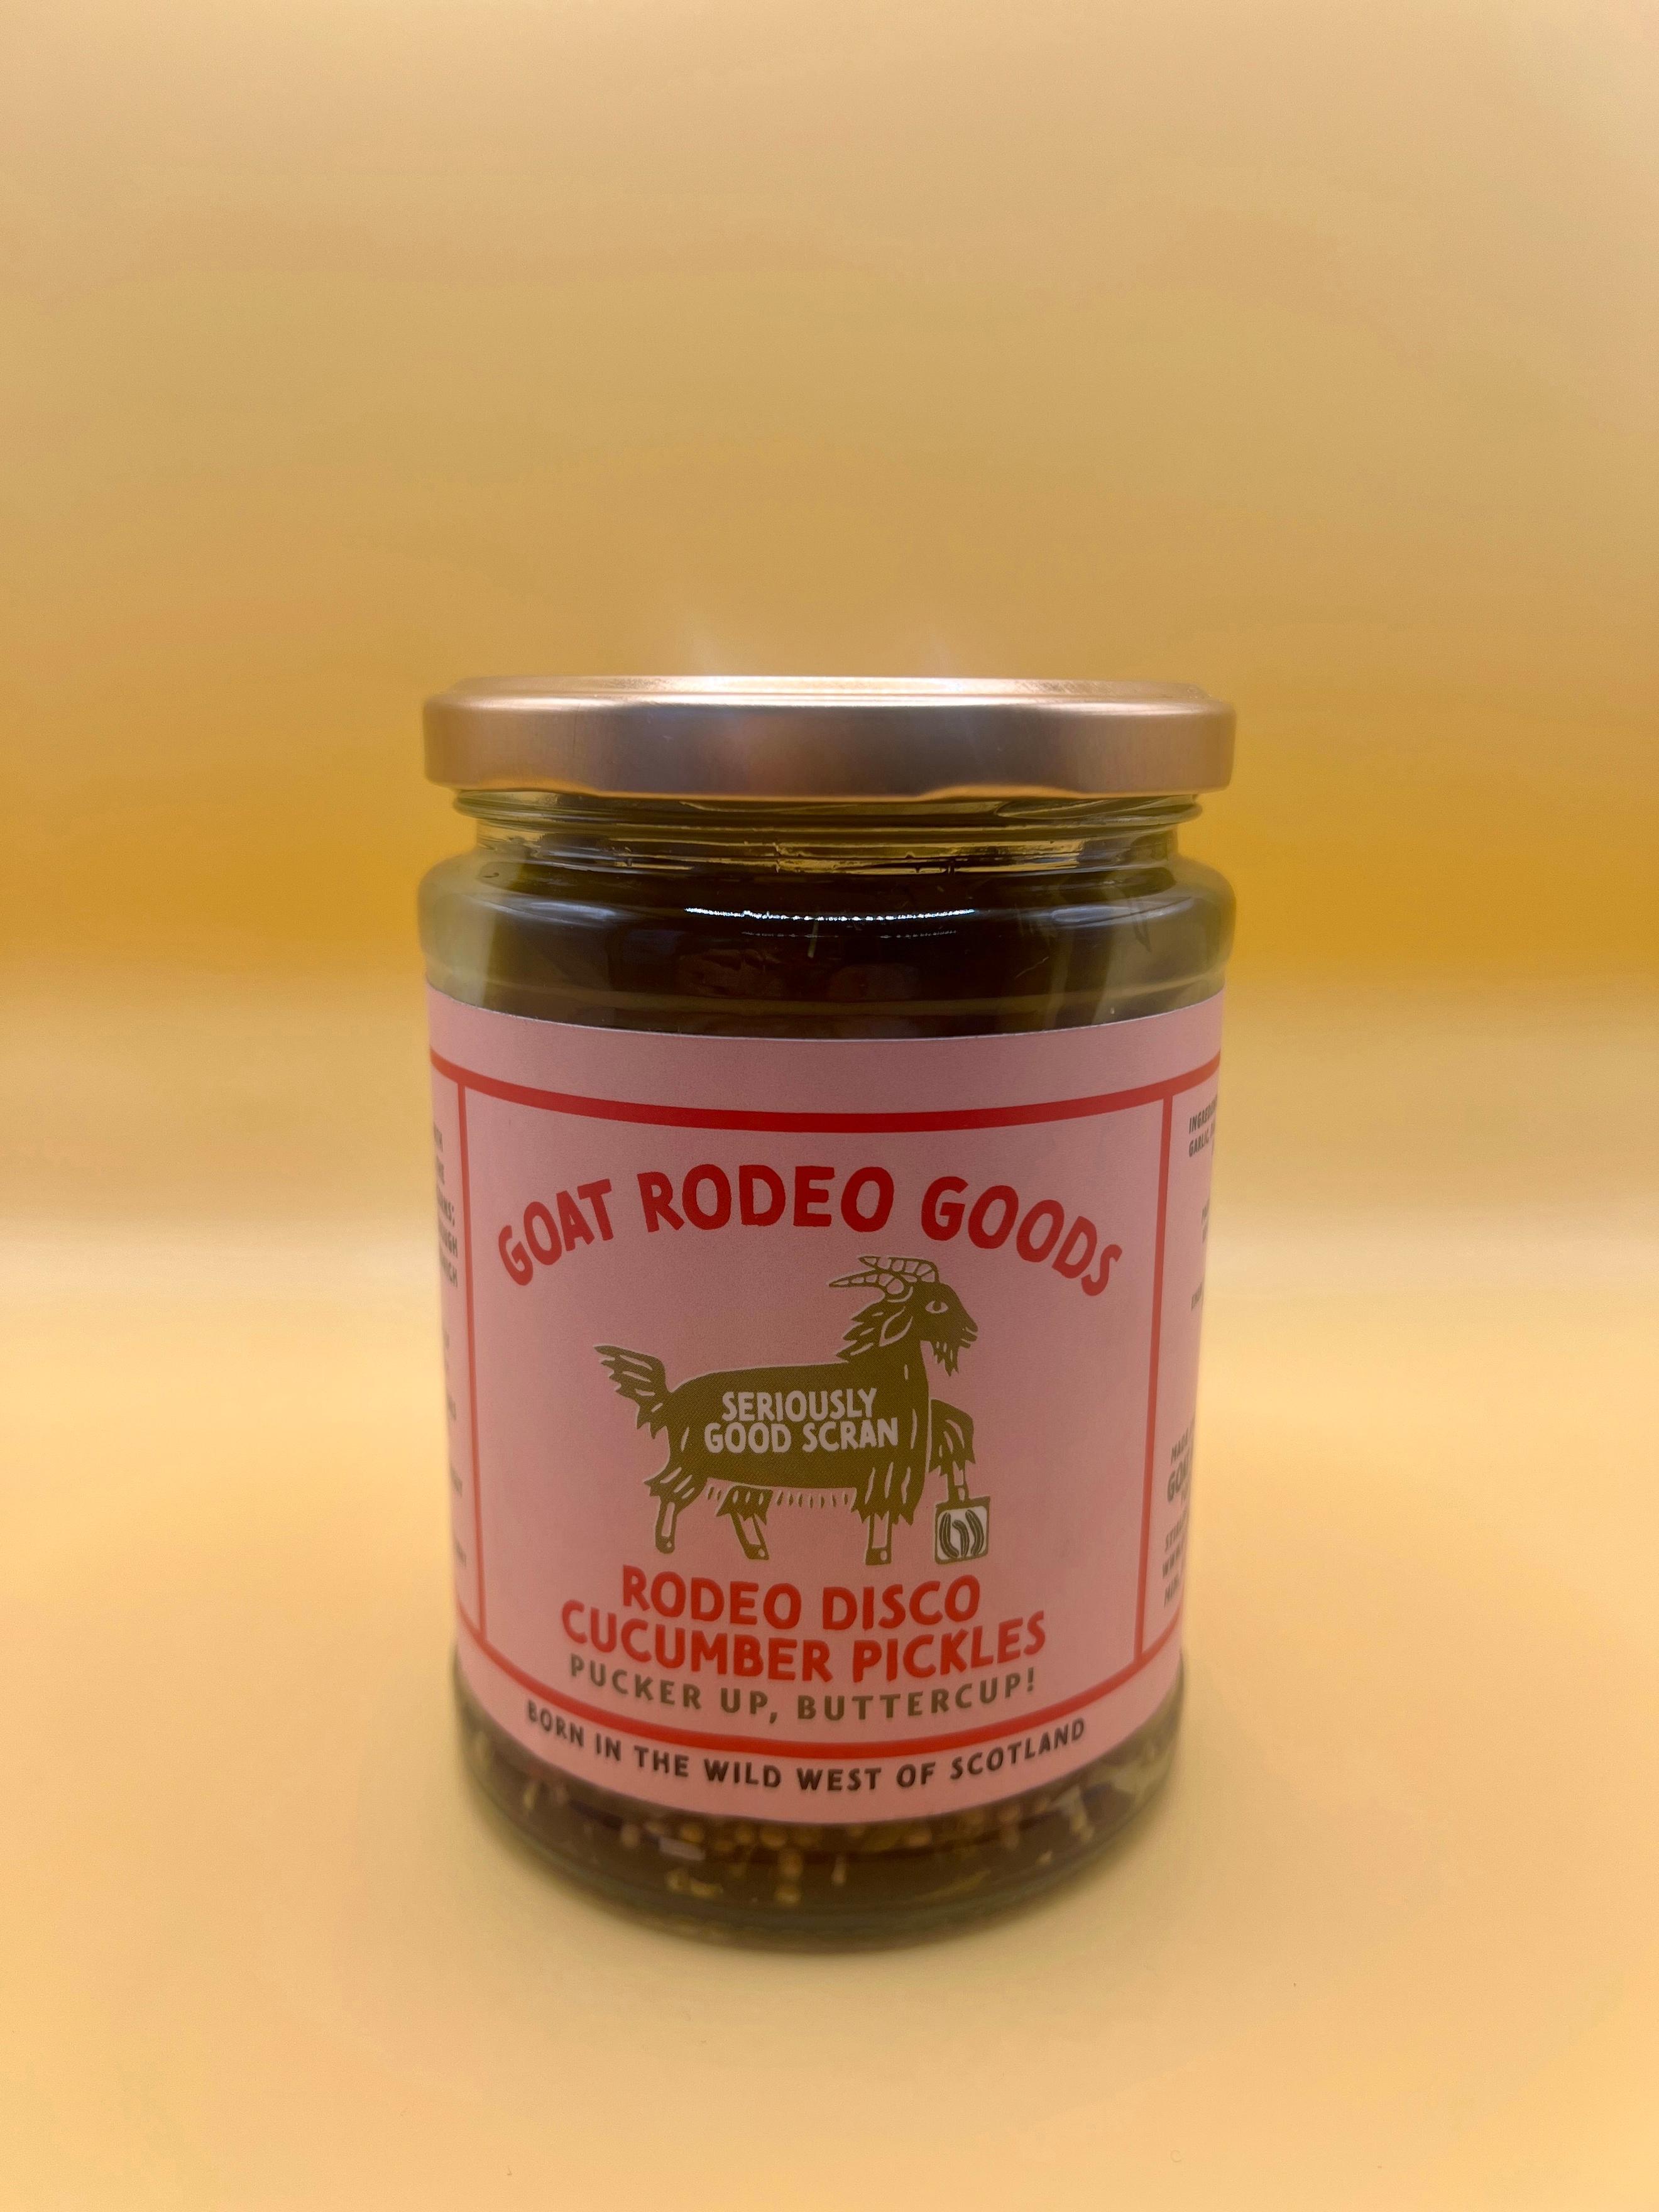 GOAT RODEO GOODS
SERIOUSLY
GOOD SCRAN
RODEO DISCO
CUCUMBER PICKLES
PUCKER UP, BUTTERCUP!
BORN IN THE WILD WEST OF SCOTLAND